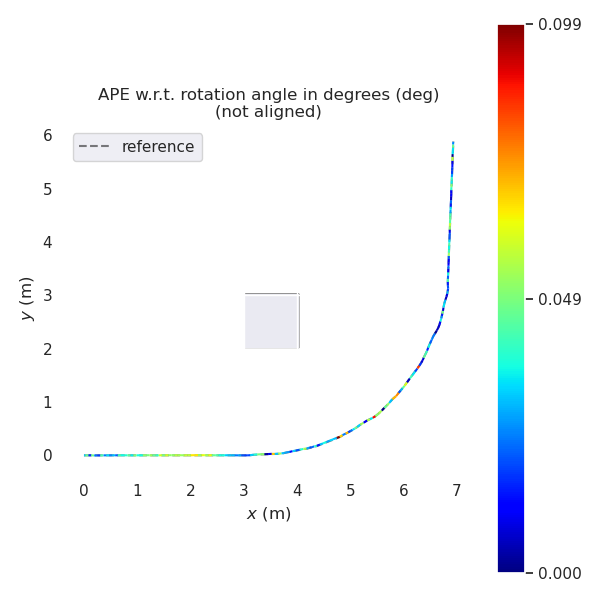 APE w.r.t. rotation angle in degrees (deg)
(not aligned)
reference
6
5
4
3
2
1
0
y (m)
0 1 2 3 4 5 6 7
x (m)
0.099
0.049
0.000